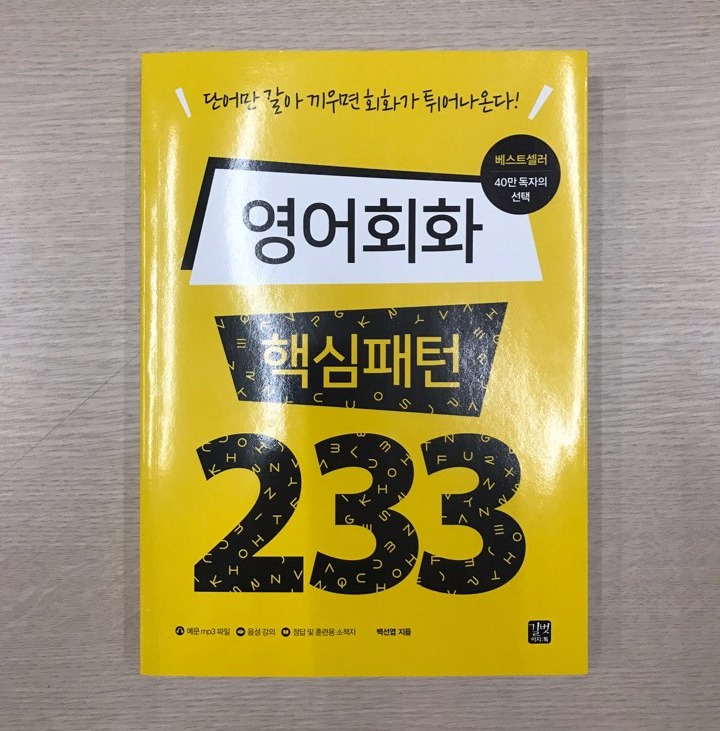 단어만 갈아 끼우면 회화가 튀어나온다!
베스트셀러
40만 독자의
선택
영어회화
핵심패턴
233
예문 mp3 파일 음성 강의 정답 및 훈련용 소책자 백선엽 지음
길벗
이지:톡